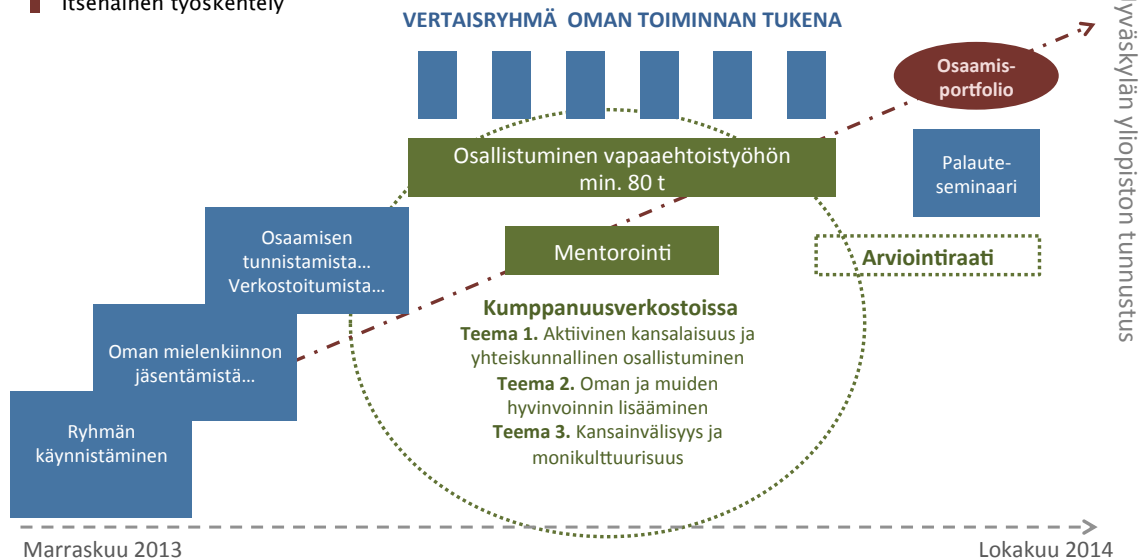 Itsenäinen työskentely
VERTAISRYHMÄ OMAN TOIMINNAN TUKENA
Osaamis-
portfolio
Osallistuminen vapaaehtoistyöhön
min. 80 t
Palaute-
seminaari
Osaamisen
tunnistamista...
Verkostoitumista...
Mentorointi
Arviointiraati
Kumppanuusverkostoissa
Teema 1. Aktiivinen kansalaisuus ja
yhteiskunnallinen osallistuminen
Teema 2. Oman ja muiden
hyvinvoinnin lisääminen
Teema 3. Kansainvälisyys ja
monikulttuurisuus
Oman mielenkiinnon
jäsentämistä...
Ryhmän
käynnistäminen
yväskylän yliopiston tunnustus
Marraskuu 2013
Lokakuu 2014